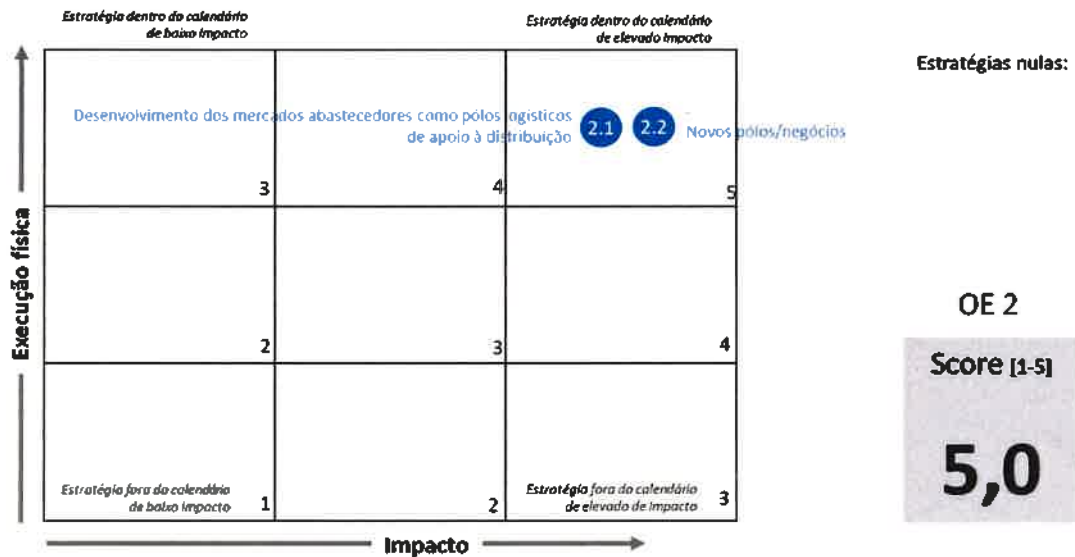 Estratégia dentro do calendário
de baixo impacto
Estratégia dentro do calendário
de elevado impacto
Estratégias nulas:
Desenvolvimento dos mercados abastecedores como pólos logísticos
de apoio à distribuição
2.1
2.2
Novos pólos/negócios
3
4
5
Execução física
2
3
4
OE 2
Score [1-5]
5,0
Estratégia fora do calendário
de baixo impacto
1
2
Estratégia fora do calendário
de elevado de impacto
3
Impacto